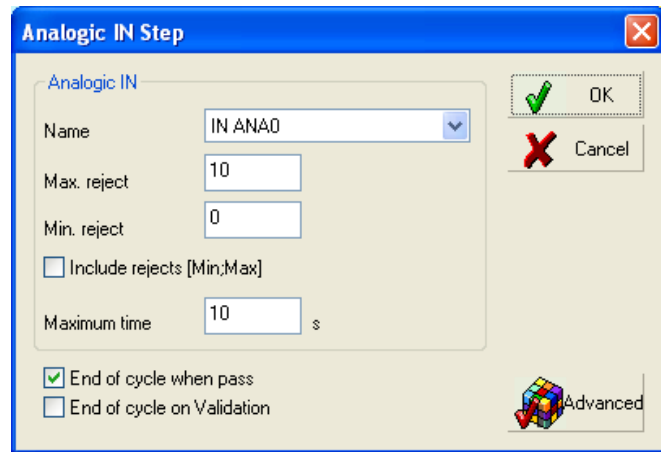 Analogic IN Step
Analogic IN
Name IN ANA0
Max. reject 10
Min. reject 0
Include rejects [Min;Max]
Maximum time 10 s
End of cycle when pass
End of cycle on Validation
OK
Cancel
Advanced